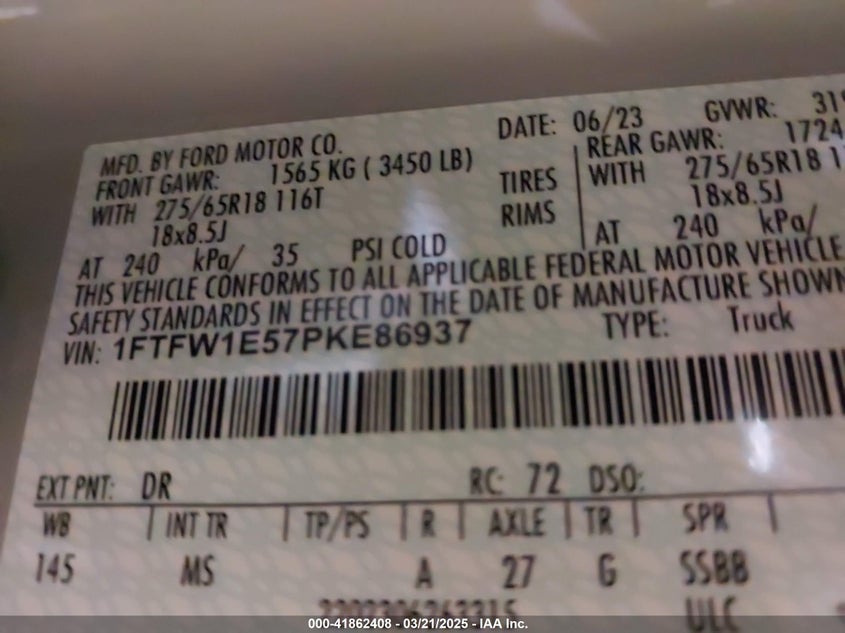 MFD. BY FORD MOTOR CO. DATE: 06/23 GVWR:
FRONT GAWR: 1565 KG ( 3450 LB) REAR GAWR: 1724
WITH 275/65R18 116T TIRES WITH 275/65R18
18x8.5J RIMS 18x8.5J
AT 240 kPa/ 35 PSI COLD AT 240 kPa/
THIS VEHICLE CONFORMS TO ALL APPLICABLE FEDERAL MOTOR VEHICLE
SAFETY STANDARDS IN EFFECT ON THE DATE OF MANUFACTURE SHOWN
VIN: 1FTFW1E57PKE86937 TYPE: Truck
EXT PNT: DR RC: 72 DSO:
WB INT TR TP/PS R AXLE TR SPR
145 MS A 27 G SSBB
ULC
000-41862408 - 03/21/2025 - IAA Inc.